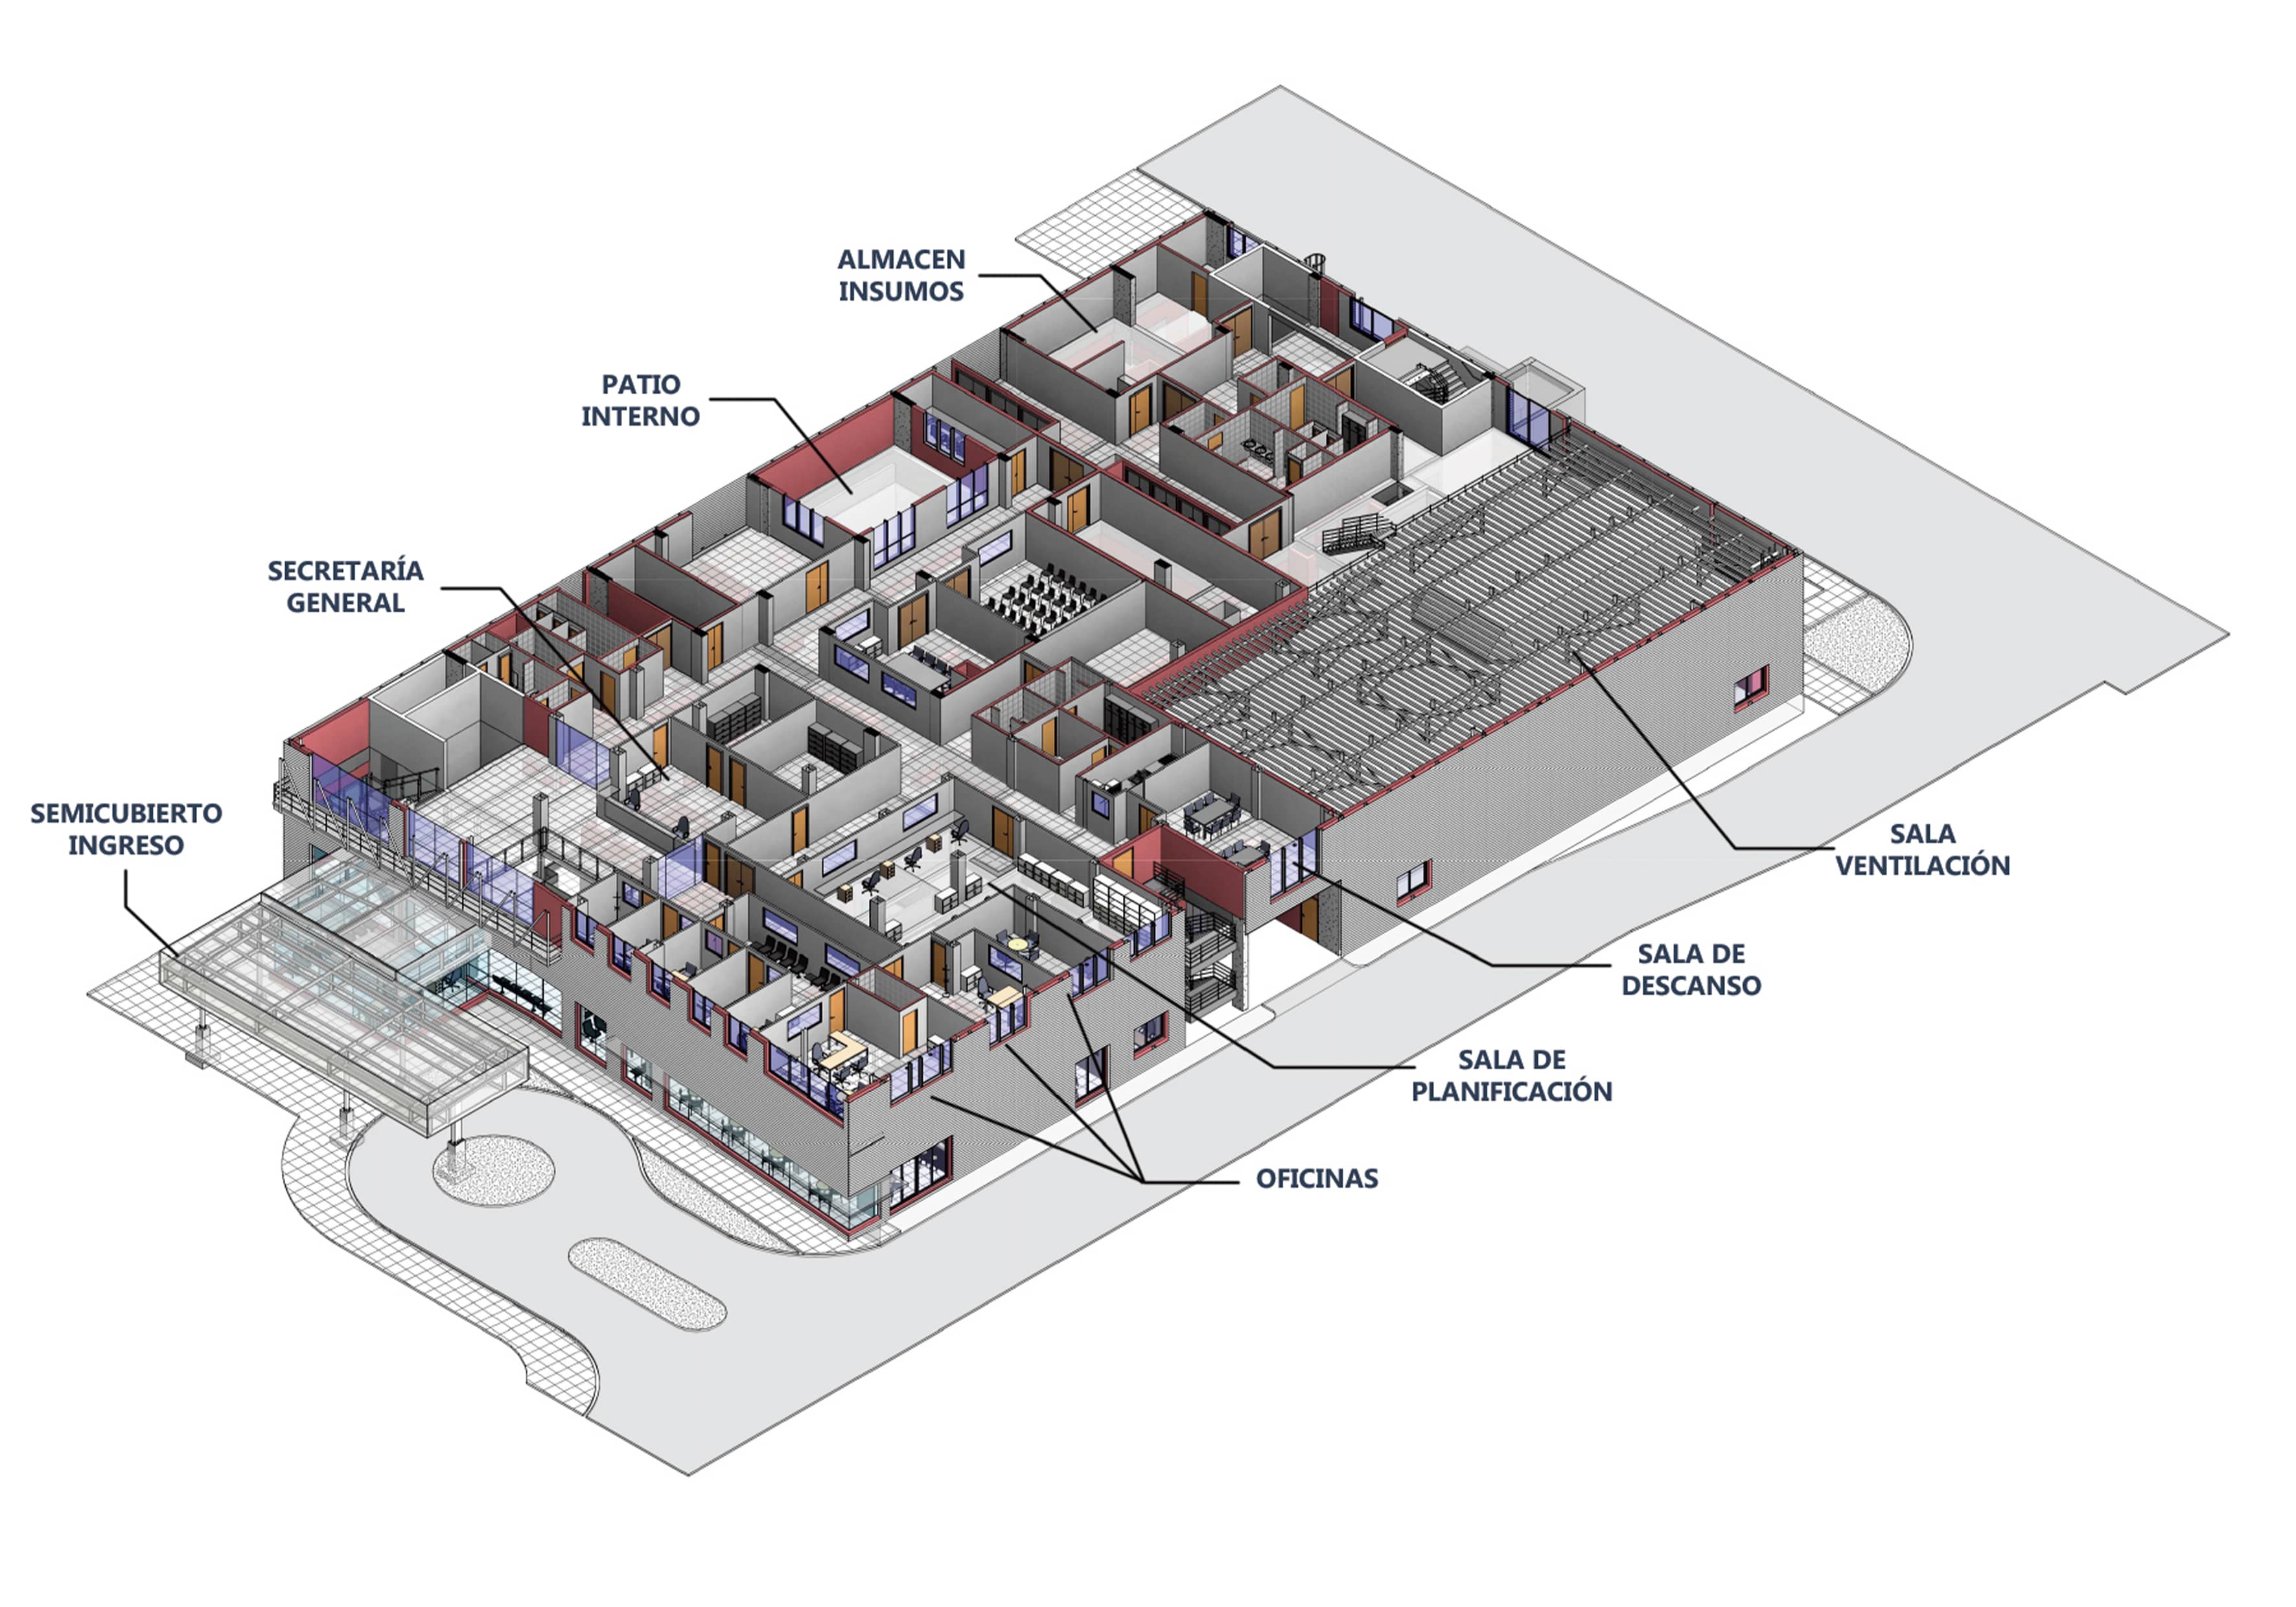 ALMACEN
INSUMOS
PATIO
INTERNO
SECRETARÍA
GENERAL
SEMICUBIERTO
INGRESO
SALA
VENTILACIÓN
SALA DE
DESCANSO
SALA DE
PLANIFICACIÓN
OFICINAS